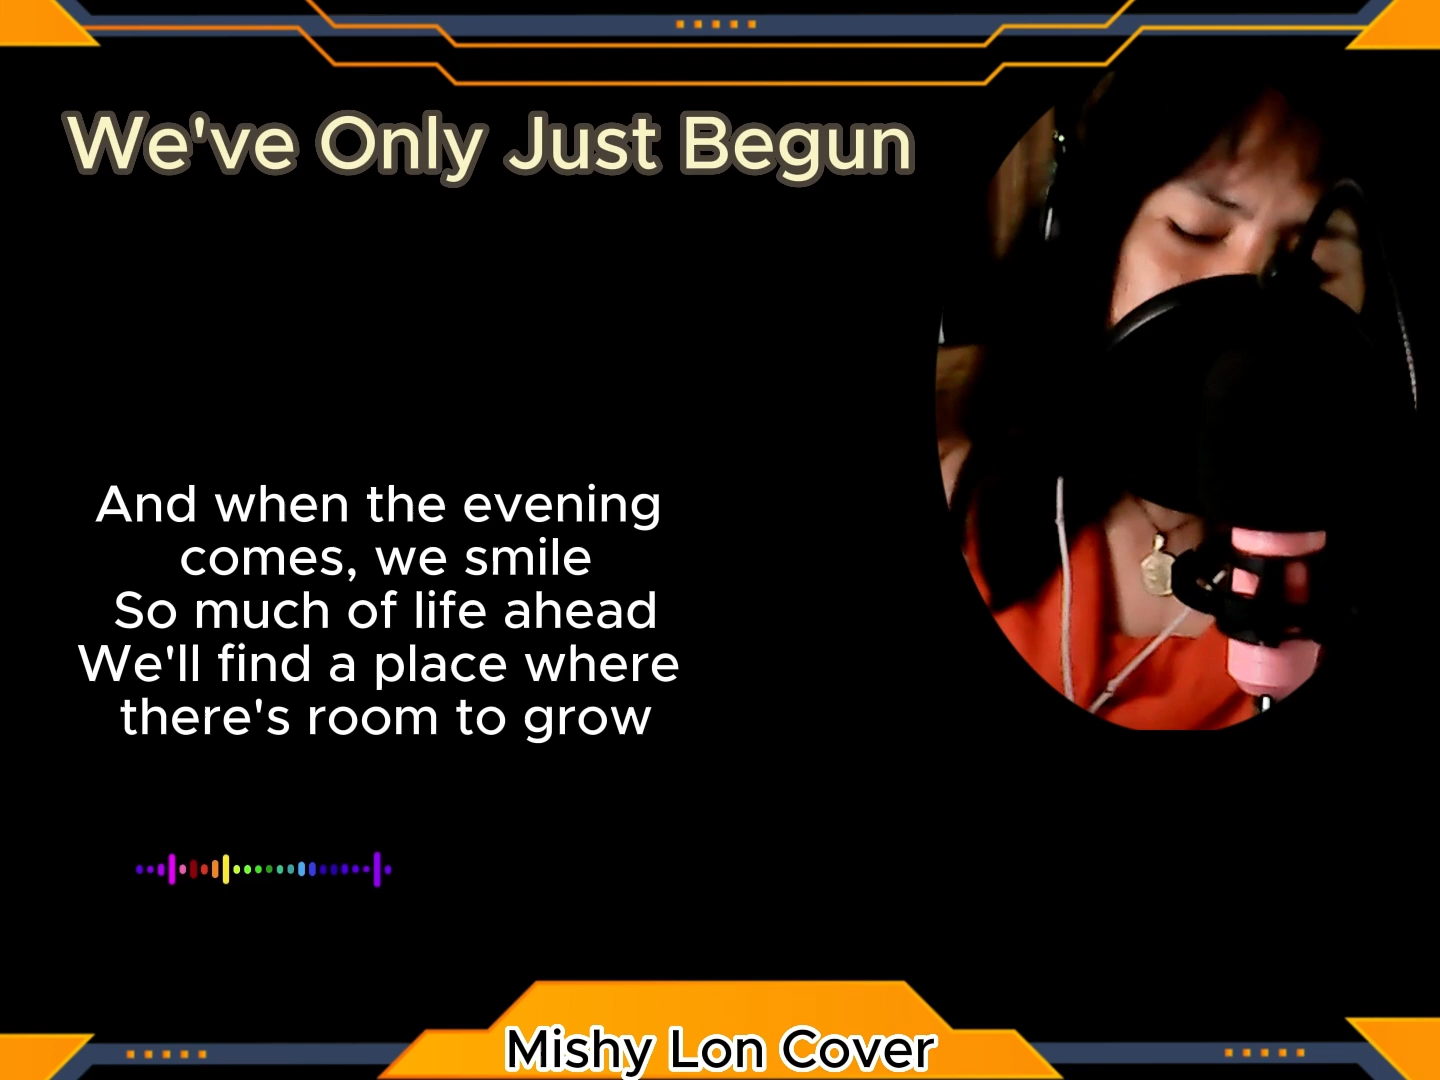 We've Only Just Begun
And when the evening
comes, we smile
So much of life ahead
We'll find a place where
there's room to grow
Mishy Lon Cover